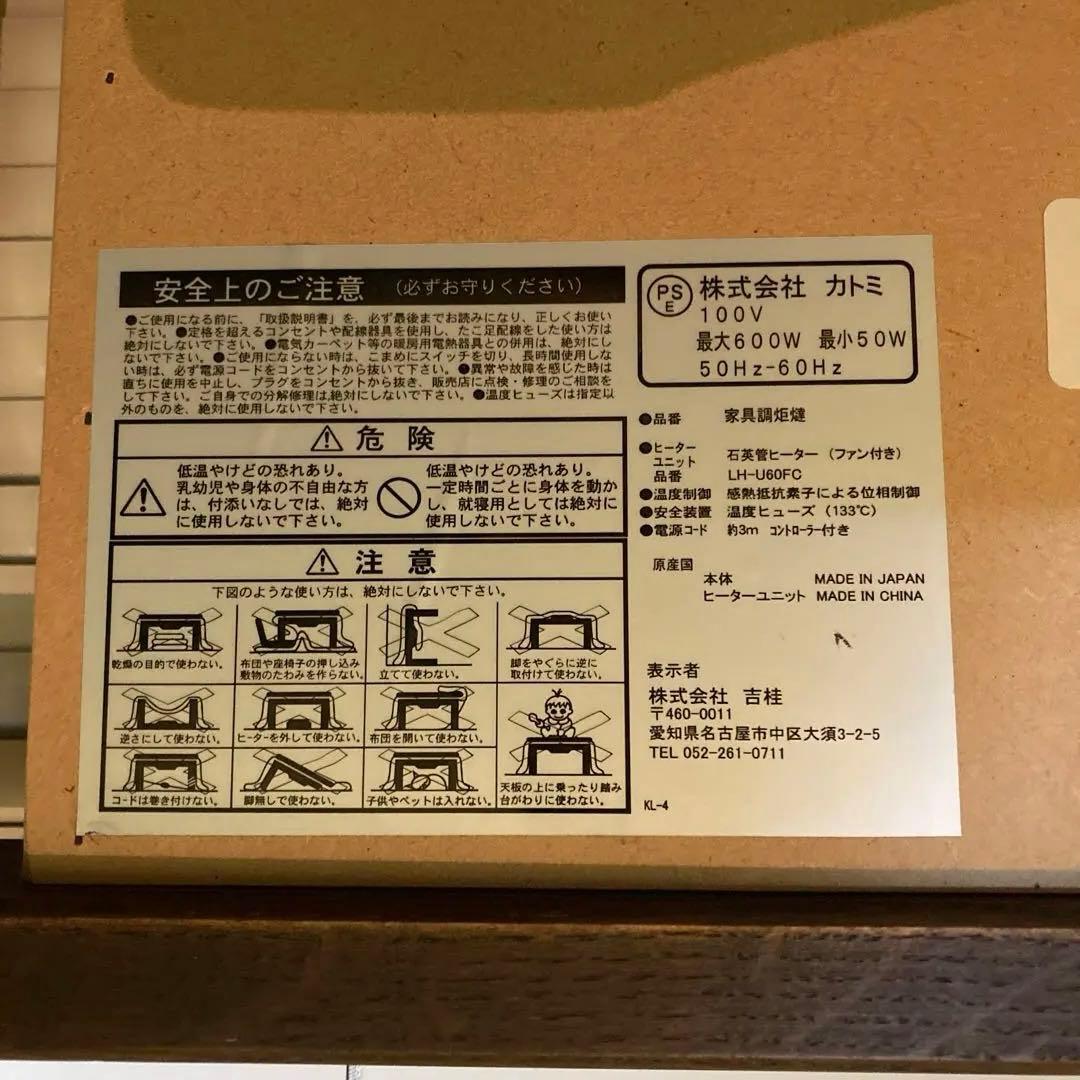 安全上のご注意 (必ずお守りください)
●ご使用になる前に、「取扱説明書」を、必ず最後までお読みになり、正しくお使い
下さい。●定格を超えるコンセントや配線器具を使用し、たこ足配線をした使い方は
絶対にしないで下さい。●電気カーペット等の暖房用電熱器具との併用は、絶対にし
ないで下さい。●ご使用にならない時は、こまめにスイッチを切り、長時間使用しな
い時は、必ず電源コードをコンセントから抜いて下さい。●異常や故障を感じた時は
直ちに使用を中止し、プラグをコンセントから抜き、販売店に点検・修理のご相談を
して下さい。ご自身での分解修理は,絶対にしないで下さい。●温度ヒューズは指定以
外のものを、絶対に使用しないで下さい。
危険
低温やけどの恐れあり。
乳幼児や身体の不自由な方
は、付添いなしでは、絶対
に使用しないで下さい。
低温やけどの恐れあり。
一定時間ごとに身体を動か
し、就寝用としては絶対に
使用しないで下さい。
注意
下図のような使い方は、絶対にしないで下さい。
乾燥の目的で使わない。
布団や座椅子の押し込み
敷物のたわみを作らない。
立てて使わない。
脚をやぐらに逆に
取付けて使わない。
逆さにして使わない。
ヒーターを外して使わない。
布団を開いて使わない。
コードは巻き付けない。
脚無しで使わない。
子供やペットは入れない。
天板の上に乗ったり踏み
台がわりに使わない。
PS
E
株式会社 カトミ
100V
最大600W 最小50W
50Hz-60Hz
●品番 家具調炬燵
●ヒーター
ユニット 石英管ヒーター (ファン付き)
品番 LH-U60FC
●温度制御 感熱抵抗素子による位相制御
●安全装置 温度ヒューズ (133℃)
●電源コード 約3m コントローラー付き
原産国
本体 MADE IN JAPAN
ヒーターユニット MADE IN CHINA
表示者
株式会社 吉桂
〒460-0011
愛知県名古屋市中区大須3-2-5
TEL 052-261-0711
KL-4